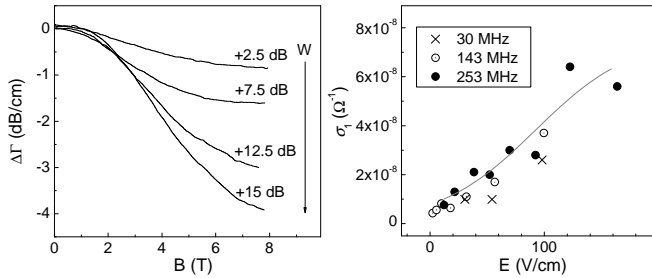 0
-1
-2
-3
-4
ΔΓ (dB/cm)
+2.5 dB
+7.5 dB
+12.5 dB
+15 dB
W
0 2 4 6 8
B (T)
8x10⁻⁸
6x10⁻⁸
4x10⁻⁸
2x10⁻⁸
0
σ₁ (Ω⁻¹)
30 MHz
143 MHz
253 MHz
0 100
E (V/cm)